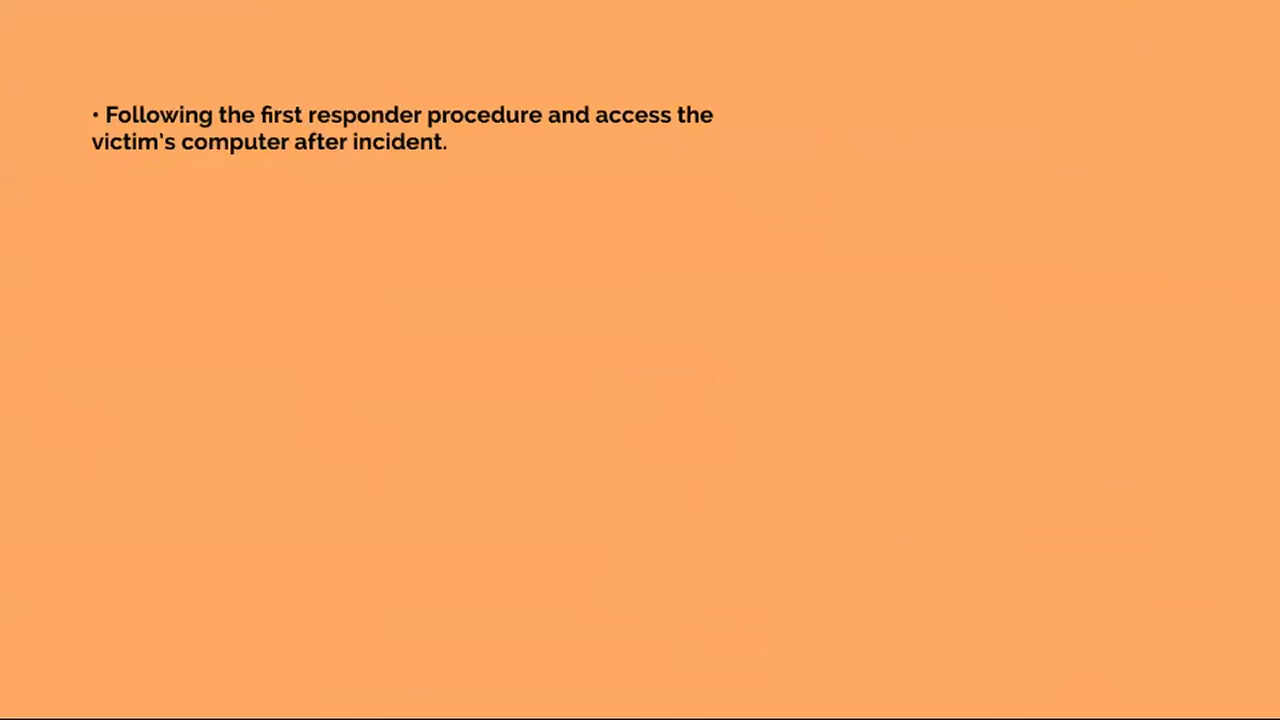 • Following the first responder procedure and access the
victim's computer after incident.